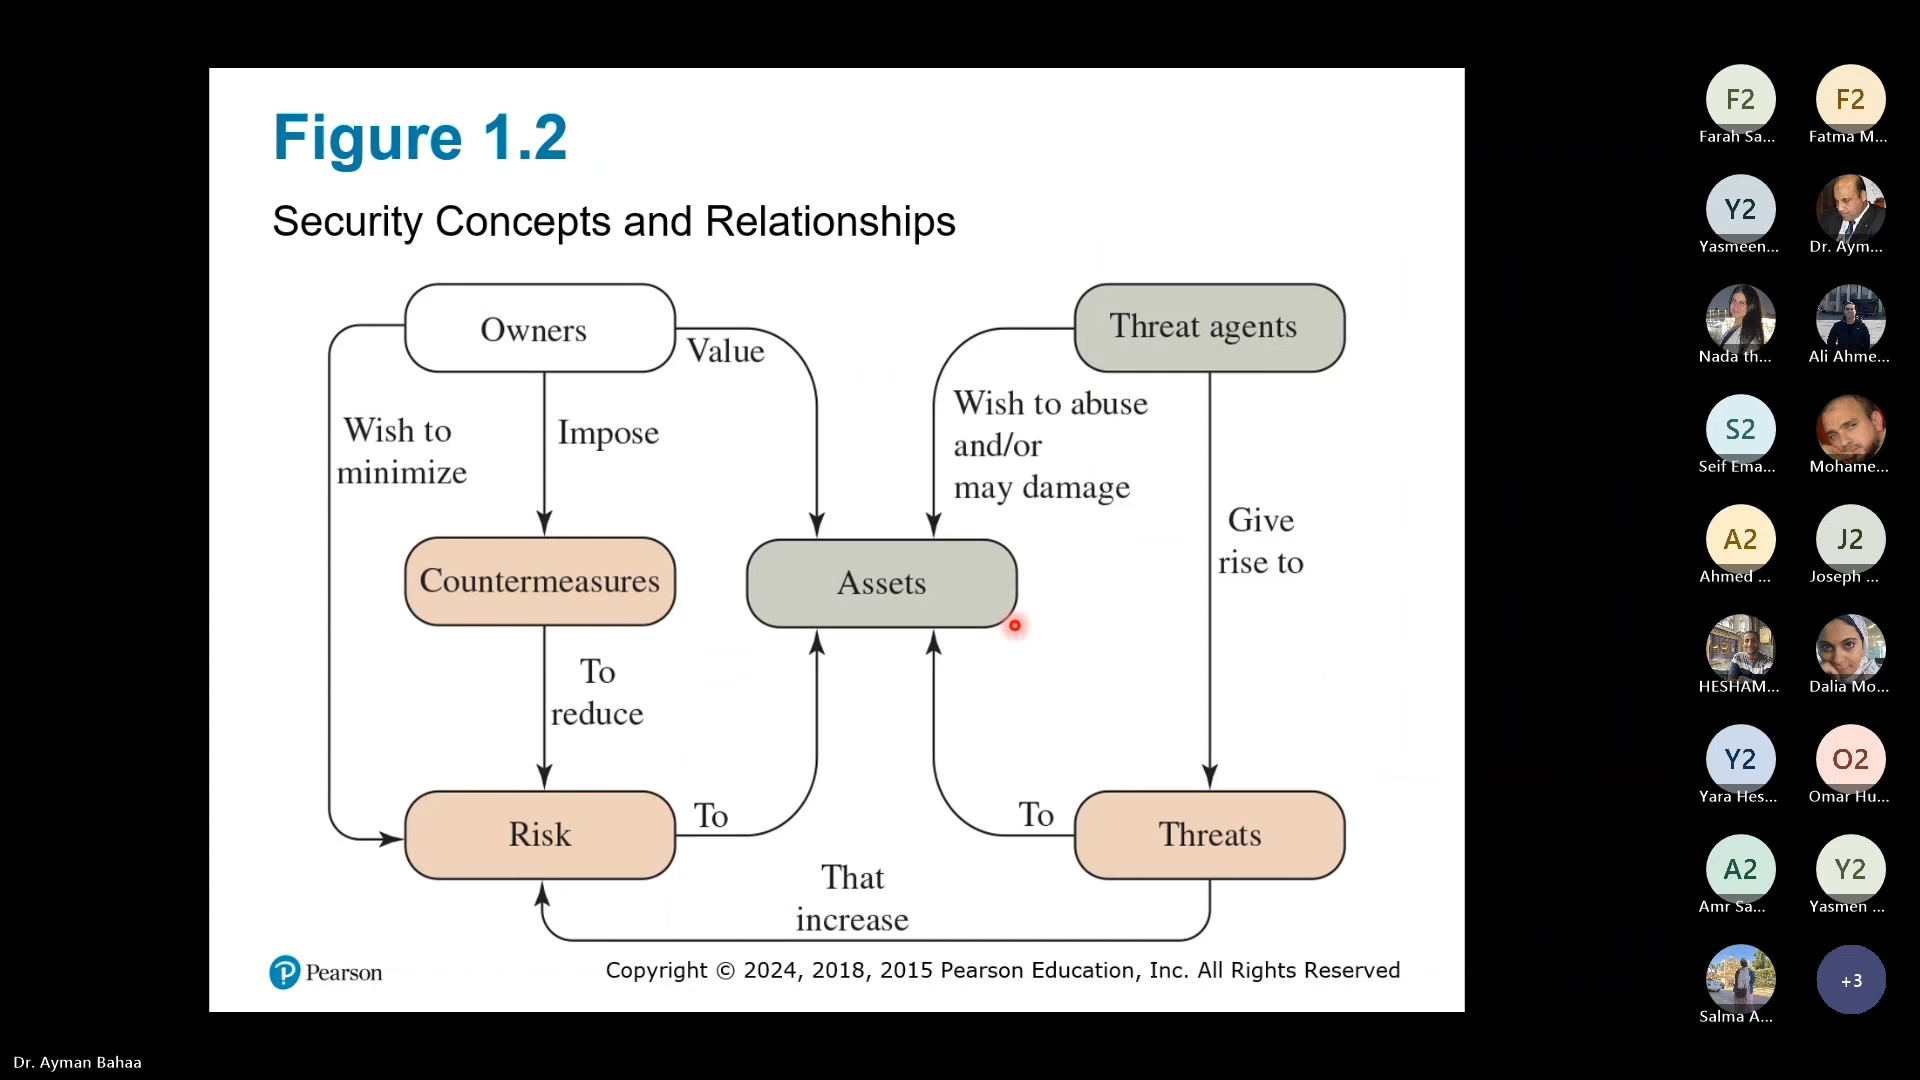 Figure 1.2
Security Concepts and Relationships
Owners
Value
Threat agents
Wish to
minimize
Impose
Wish to abuse
and/or
may damage
Give
rise to
Countermeasures
Assets
To
reduce
Risk
To
To
Threats
That
increase
Pearson
Copyright © 2024, 2018, 2015 Pearson Education, Inc. All Rights Reserved
F2
Farah Sa...
F2
Fatma M...
Y2
Yasmeen...
Dr. Aym...
Nada th...
Ali Ahme...
S2
Seif Ema...
Mohame...
A2
Ahmed ...
J2
Joseph ...
HESHAM...
Dalia Mo...
Y2
Yara Hes...
O2
Omar Hu...
A2
Amr Sa...
Y2
Yasmen ...
Salma A...
+3
Dr. Ayman Bahaa